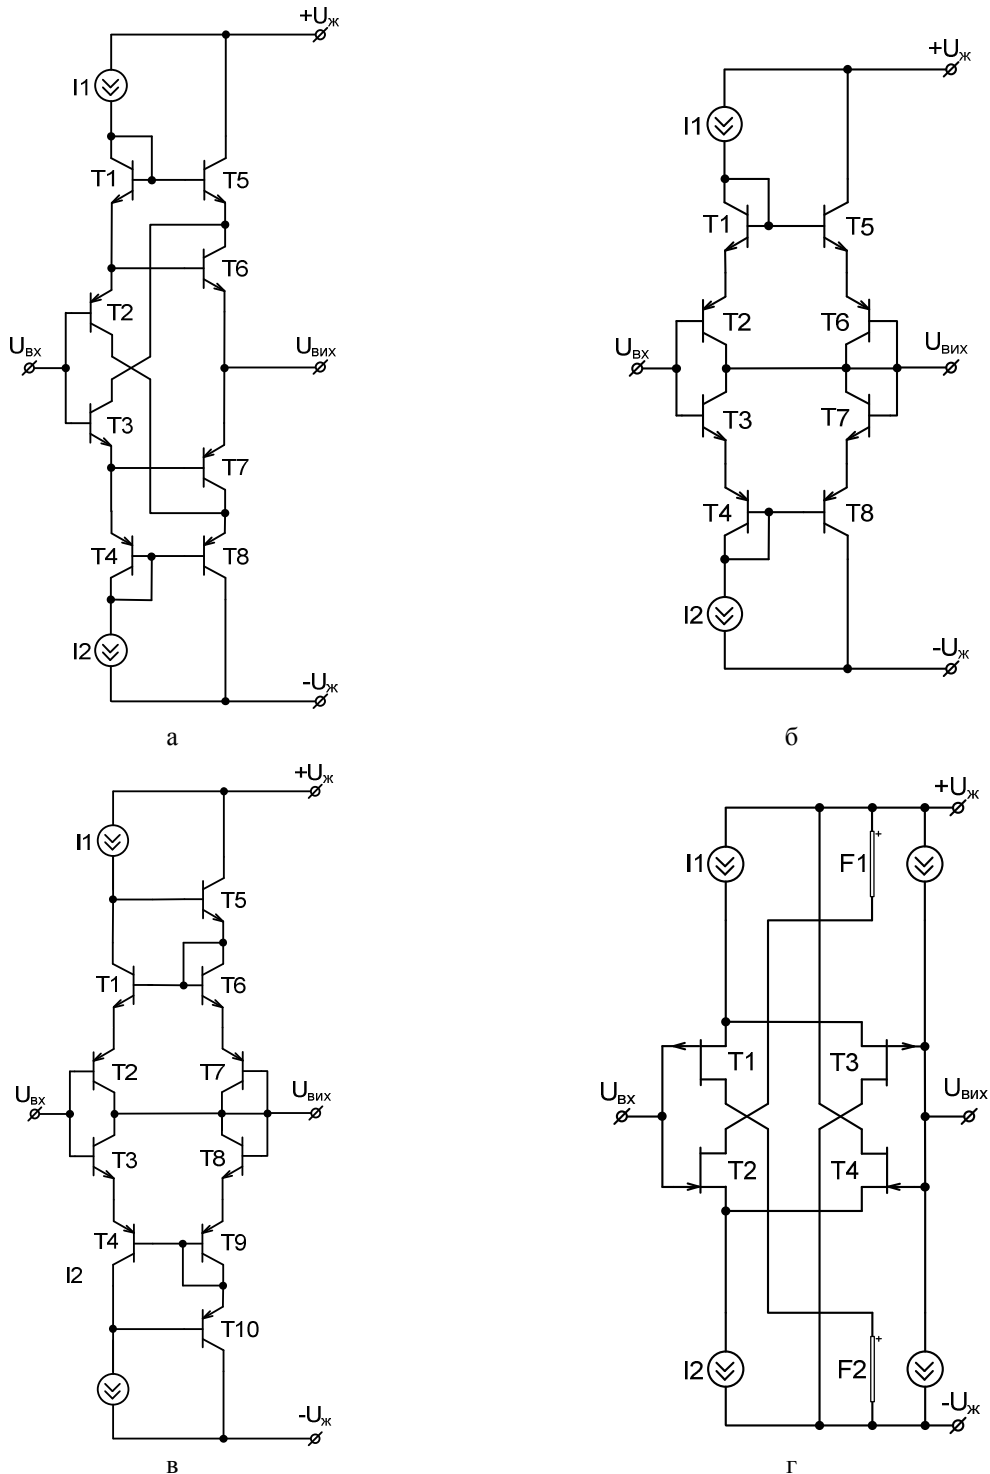 +Uж
I1
T1
T5
T6
T2
Uвх
Uвих
T3
T7
T4
T8
I2
-Uж
а
+Uж
I1
T1
T5
T2
T6
Uвх
Uвих
T3
T7
T4
T8
I2
-Uж
б
+Uж
I1
T5
T1
T6
T2
T7
Uвх
Uвих
T3
T8
T4
T9
I2
T10
-Uж
в
+Uж
I1
F1
+
T1
T3
Uвх
Uвих
T2
T4
I2
F2
+
-Uж
г